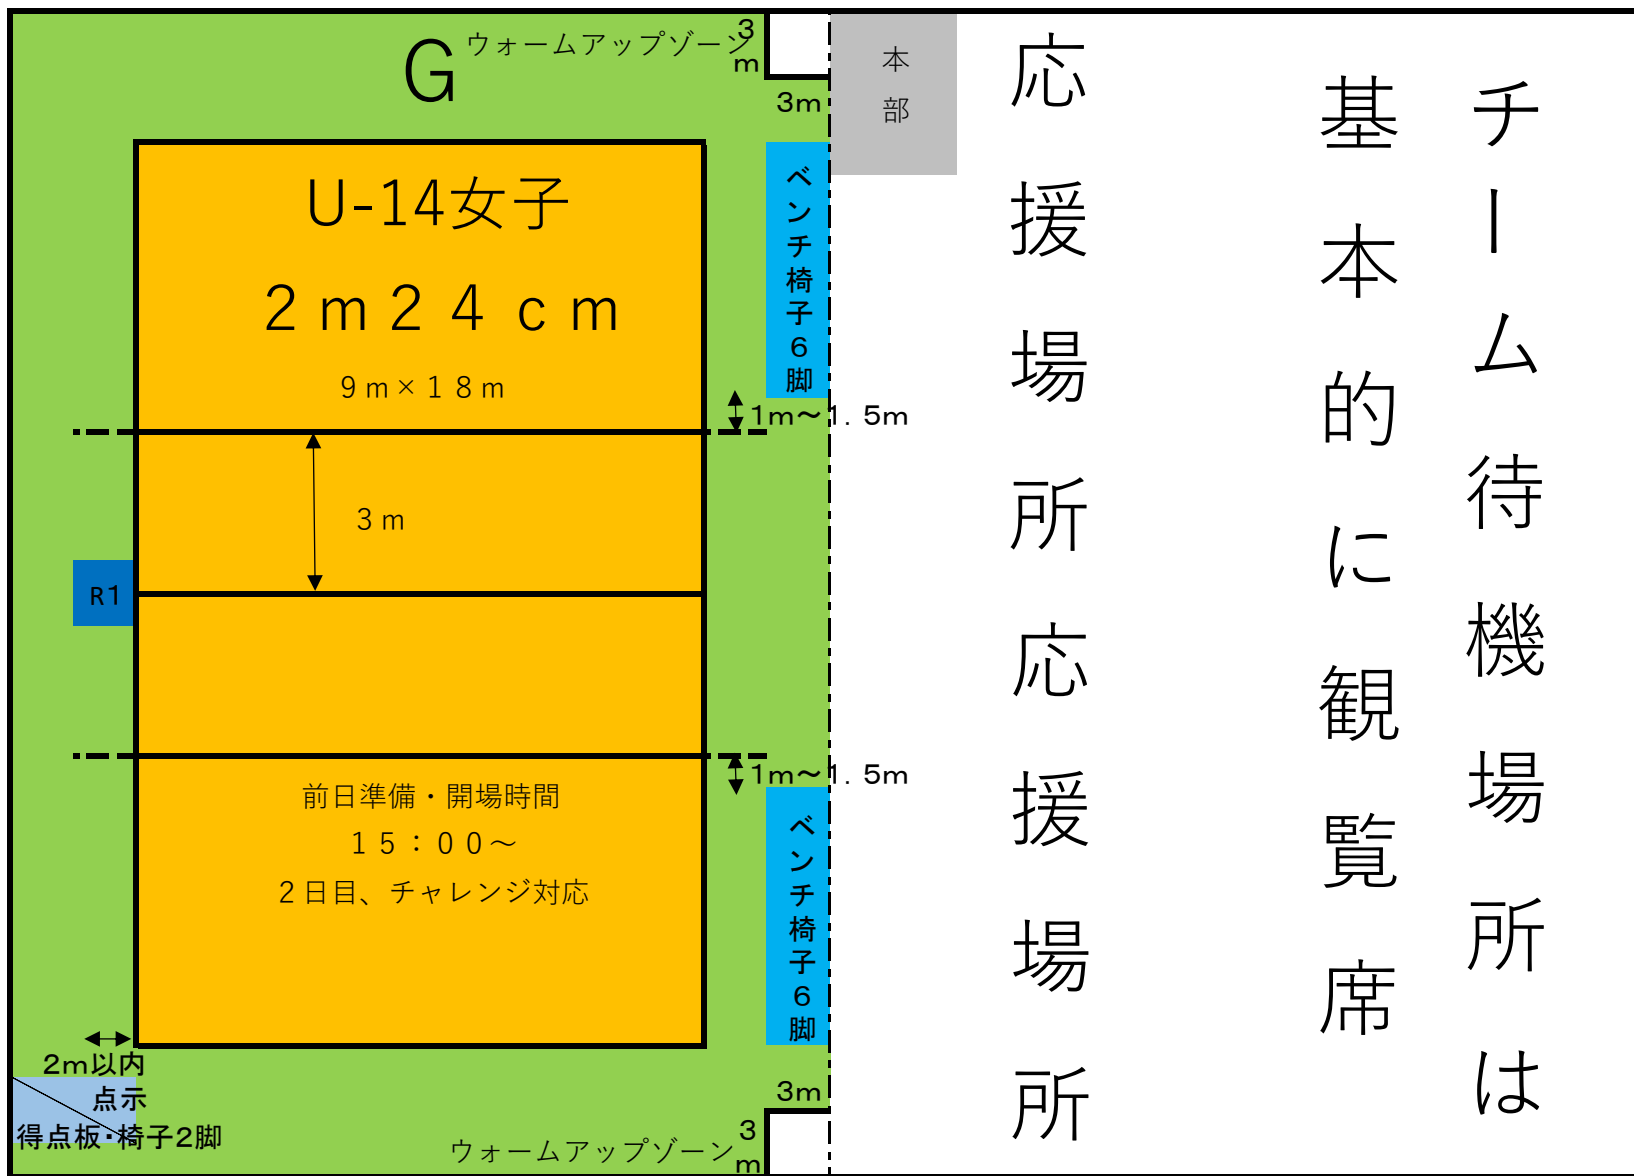 G
ウォームアップゾーン
3
m
3m
本部
U-14女子
２ｍ２４ｃｍ
９ｍ×１８ｍ
ベンチ椅子6脚
1m～1．5m
３ｍ
R1
1m～1．5m
前日準備・開場時間
１５：００～
２日目、チャレンジ対応
ベンチ椅子6脚
2m以内
点示
得点板・椅子2脚
3m
ウォームアップゾーン
3
m
応援場所応援場所
チーム待機場所は
基本的に観覧席